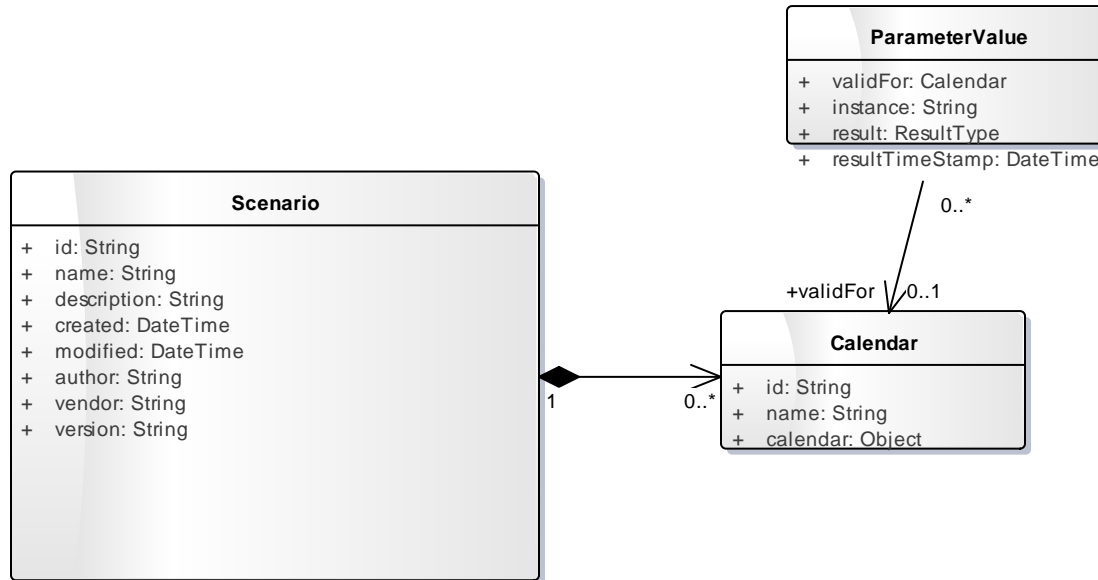 ParameterValue
+ validFor: Calendar
+ instance: String
+ result: ResultType
+ resultTimeStamp: DateTime
0..*
Scenario
+ id: String
+ name: String
+ description: String
+ created: DateTime
+ modified: DateTime
+ author: String
+ vendor: String
+ version: String
+validFor 0..1
Calendar
+ id: String
+ name: String
+ calendar: Object
1 0..*